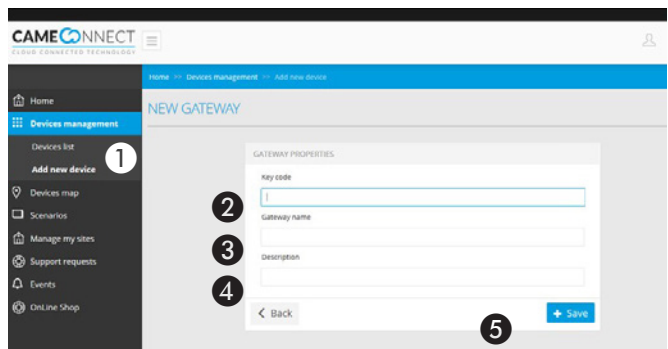 CAMECONNECT
CLOUD CONNECTED TECHNOLOGY
Home >> Devices management >> Add new device
Home
Devices management
Devices list
Add new device
Devices map
Scenarios
Manage my sites
Support requests
Events
OnLine Shop
NEW GATEWAY
GATEWAY PROPERTIES
Key code
Gateway name
Description
Back
+ Save
1
2
3
4
5